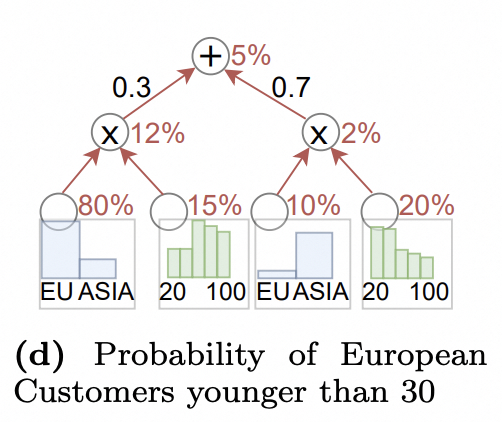 + 5%
0.3 0.7
x 12% x 2%
80% 15% 10% 20%
EU ASIA 20 100 EU ASIA 20 100
(d) Probability of European
Customers younger than 30